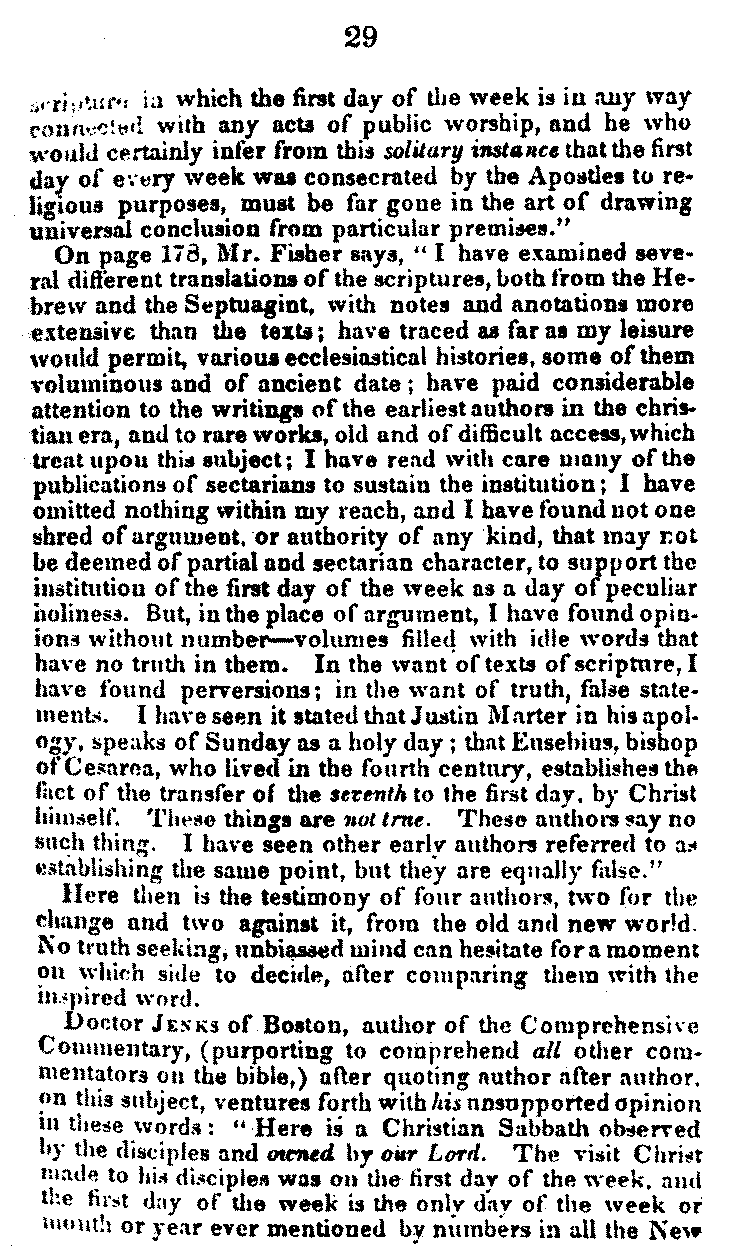 29
scripture in which the first day of the week is in any way
connected with any acts of public worship, and he who
would certainly infer from this solitary instance that the first
day of every week was consecrated by the Apostles to re-
ligious purposes, must be far gone in the art of drawing
universal conclusion from particular premises."
On page 178, Mr. Fisher says, " I have examined seve-
ral different translations of the scriptures, both from the He-
brew and the Septuagint, with notes and anotations more
extensive than the texts; have traced as far as my leisure
would permit, various ecclesiastical histories, some of them
voluminous and of ancient date; have paid considerable
attention to the writings of the earliest authors in the chris-
tian era, and to rare works, old and of difficult access, which
treat upon this subject; I have read with care many of the
publications of sectarians to sustain the institution; I have
omitted nothing within my reach, and I have found not one
shred of argument, or authority of any kind, that may not
be deemed of partial and sectarian character, to support the
institution of the first day of the week as a day of peculiar
holiness. But, in the place of argument, I have found opin-
ions without number—volumes filled with idle words that
have no truth in them. In the want of texts of scripture, I
have found perversions; in the want of truth, false state-
ments. I have seen it stated that Justin Marter in his apol-
ogy, speaks of Sunday as a holy day; that Eusebius, bishop
of Cesarea, who lived in the fourth century, establishes the
fact of the transfer of the seventh to the first day, by Christ
himself. These things are not true. These authors say no
such thing. I have seen other early authors referred to as
establishing the same point, but they are equally false."
Here then is the testimony of four authors, two for the
change and two against it, from the old and new world.
No truth seeking, unbiassed mind can hesitate for a moment
on which side to decide, after comparing them with the
inspired word.
Doctor JENKS of Boston, author of the Comprehensive
Commentary, (purporting to comprehend all other com-
mentators on the bible,) after quoting author after author,
on this subject, ventures forth with his unsupported opinion
in these words: " Here is a Christian Sabbath observed
by the disciples and owned by our Lord. The visit Christ
made to his disciples was on the first day of the week, and
the first day of the week is the only day of the week or
month or year ever mentioned by numbers in all the New